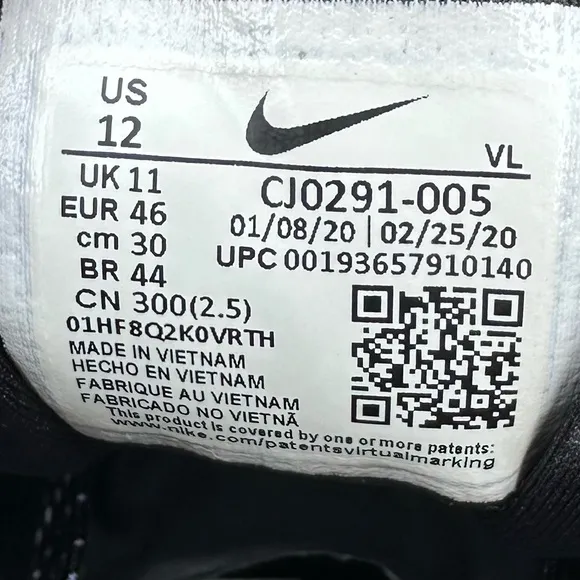 US
12
VL
UK 11
EUR 46
cm 30
BR 44
CN 300(2.5)
CJ0291-005
01/08/20 | 02/25/20
UPC 00193657910140
01HF8Q2K0VRTH
MADE IN VIETNAM
HECHO EN VIETNAM
FABRIQUE AU VIETNAM
FABRICADO NO VIETNÃ
This product is covered by one or more patents:
www.nike.com/patentsvirtualmarking